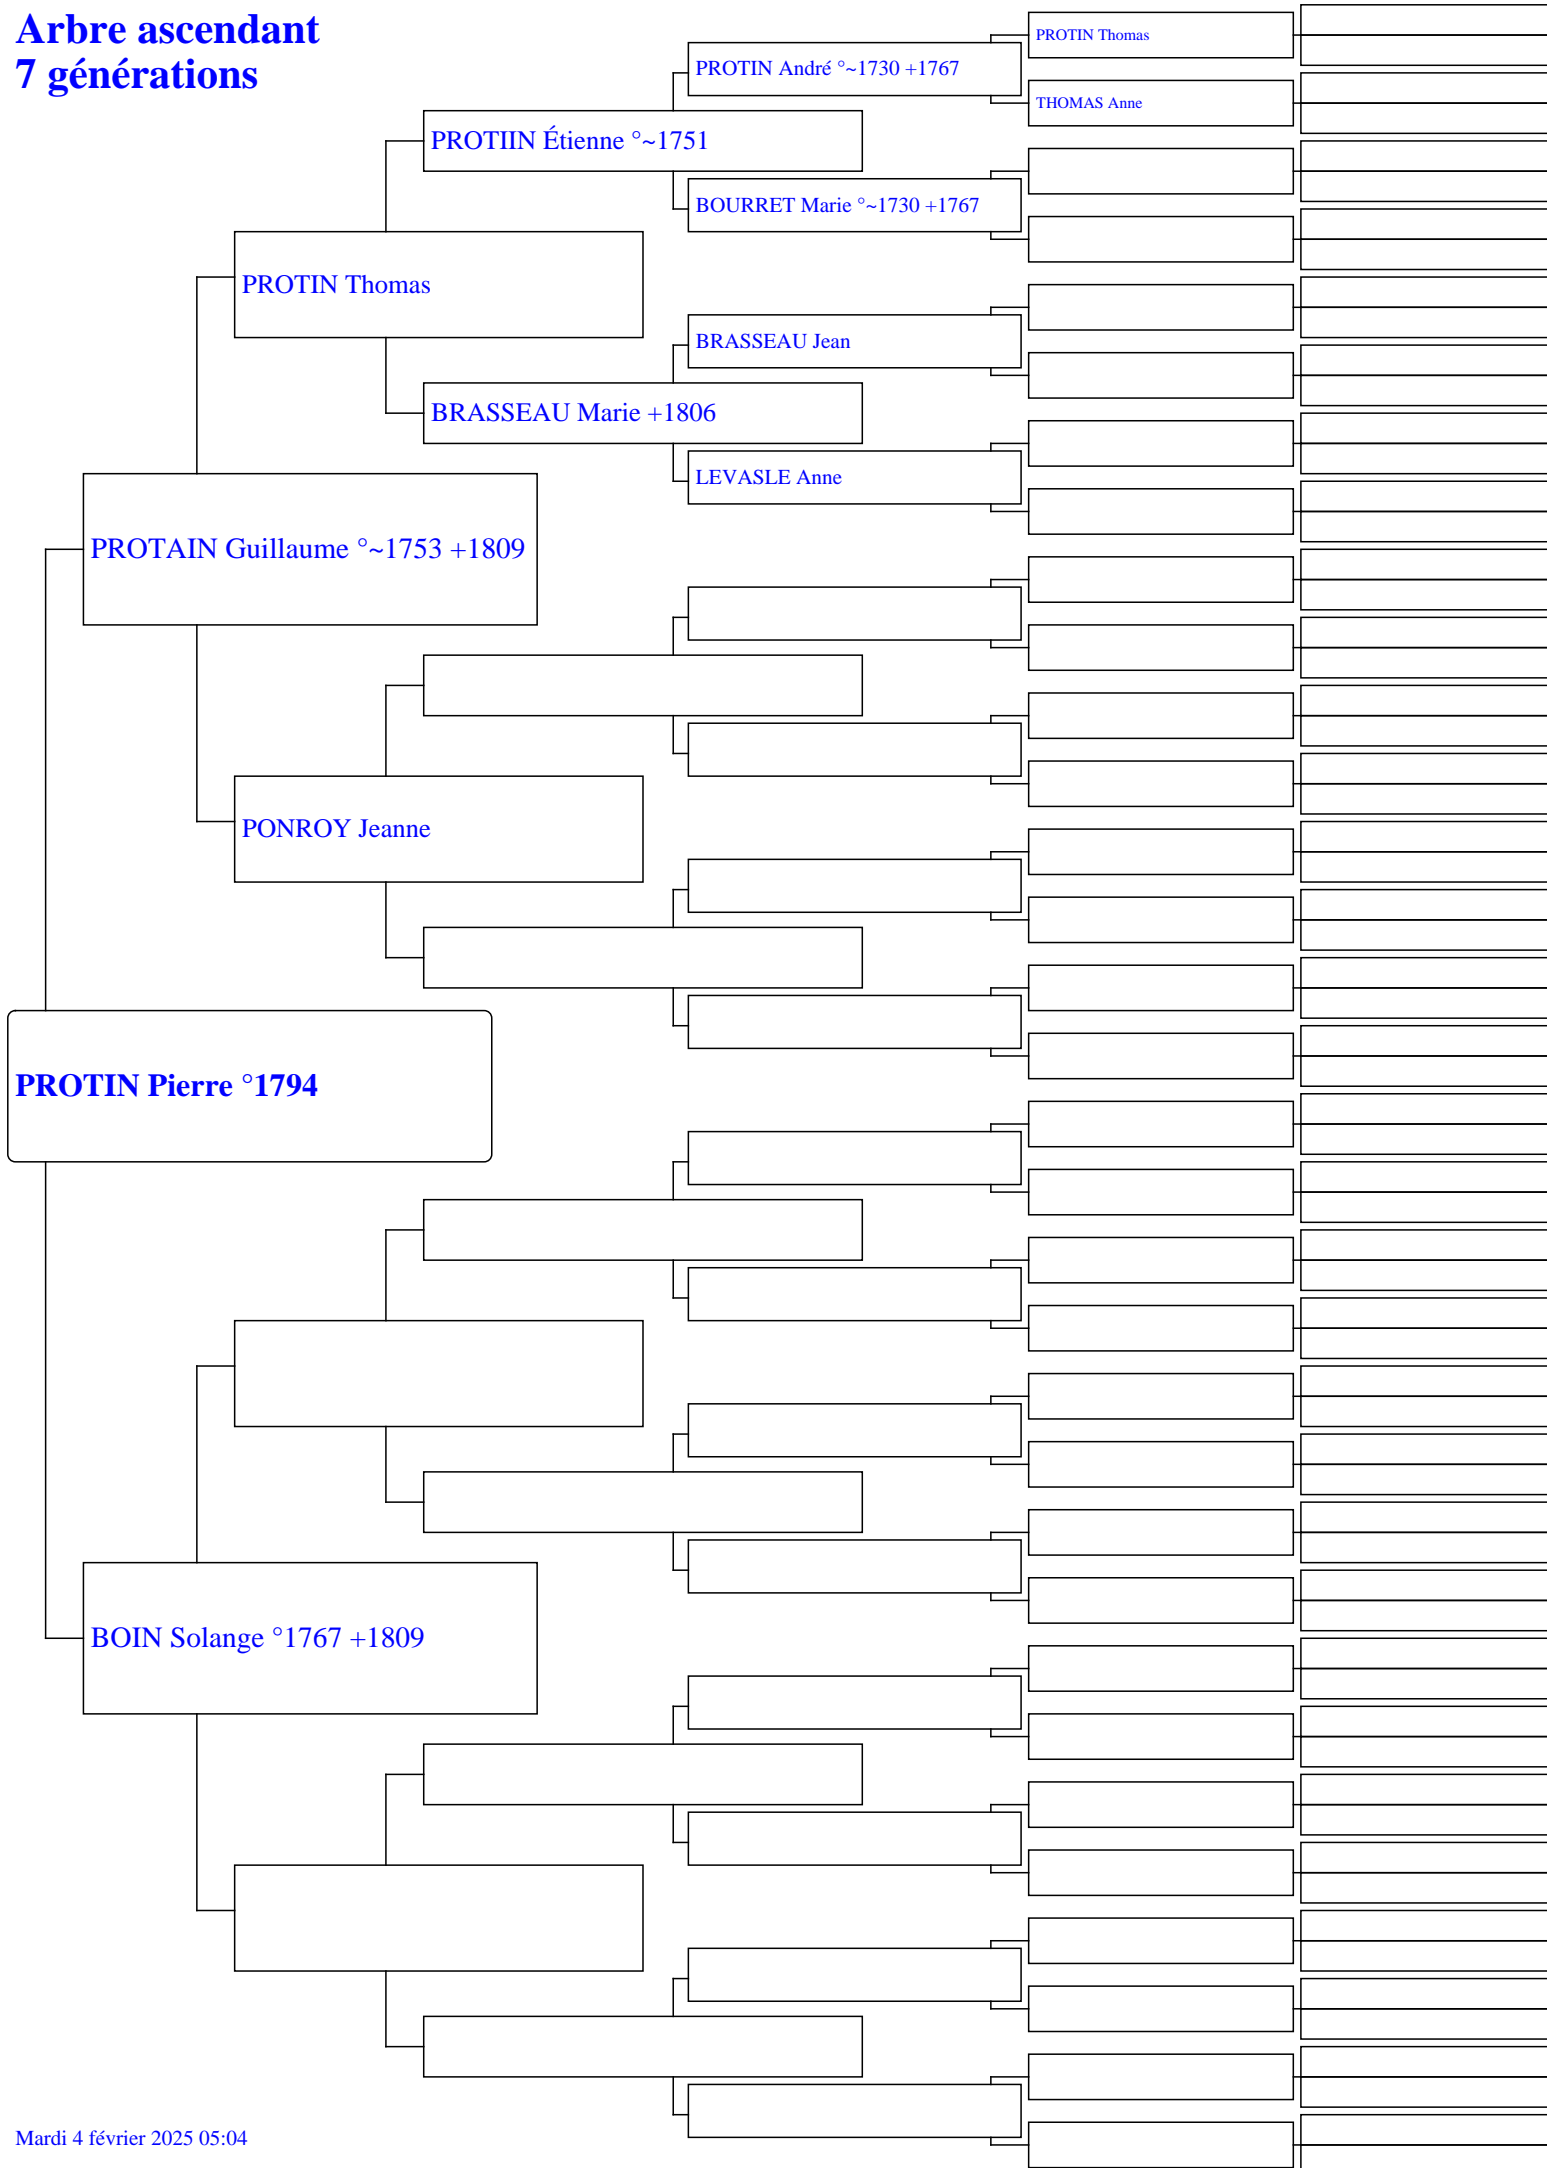 Arbre ascendant
7 générations
PROTIN Thomas
PROTIN André °~1730 +1767
THOMAS Anne
PROTIIN Étienne °~1751
BOURRET Marie °~1730 +1767
PROTIN Thomas
BRASSEAU Jean
BRASSEAU Marie +1806
LEVASLE Anne
PROTAIN Guillaume °~1753 +1809
PONROY Jeanne
PROTIN Pierre °1794
BOIN Solange °1767 +1809
Mardi 4 février 2025 05:04